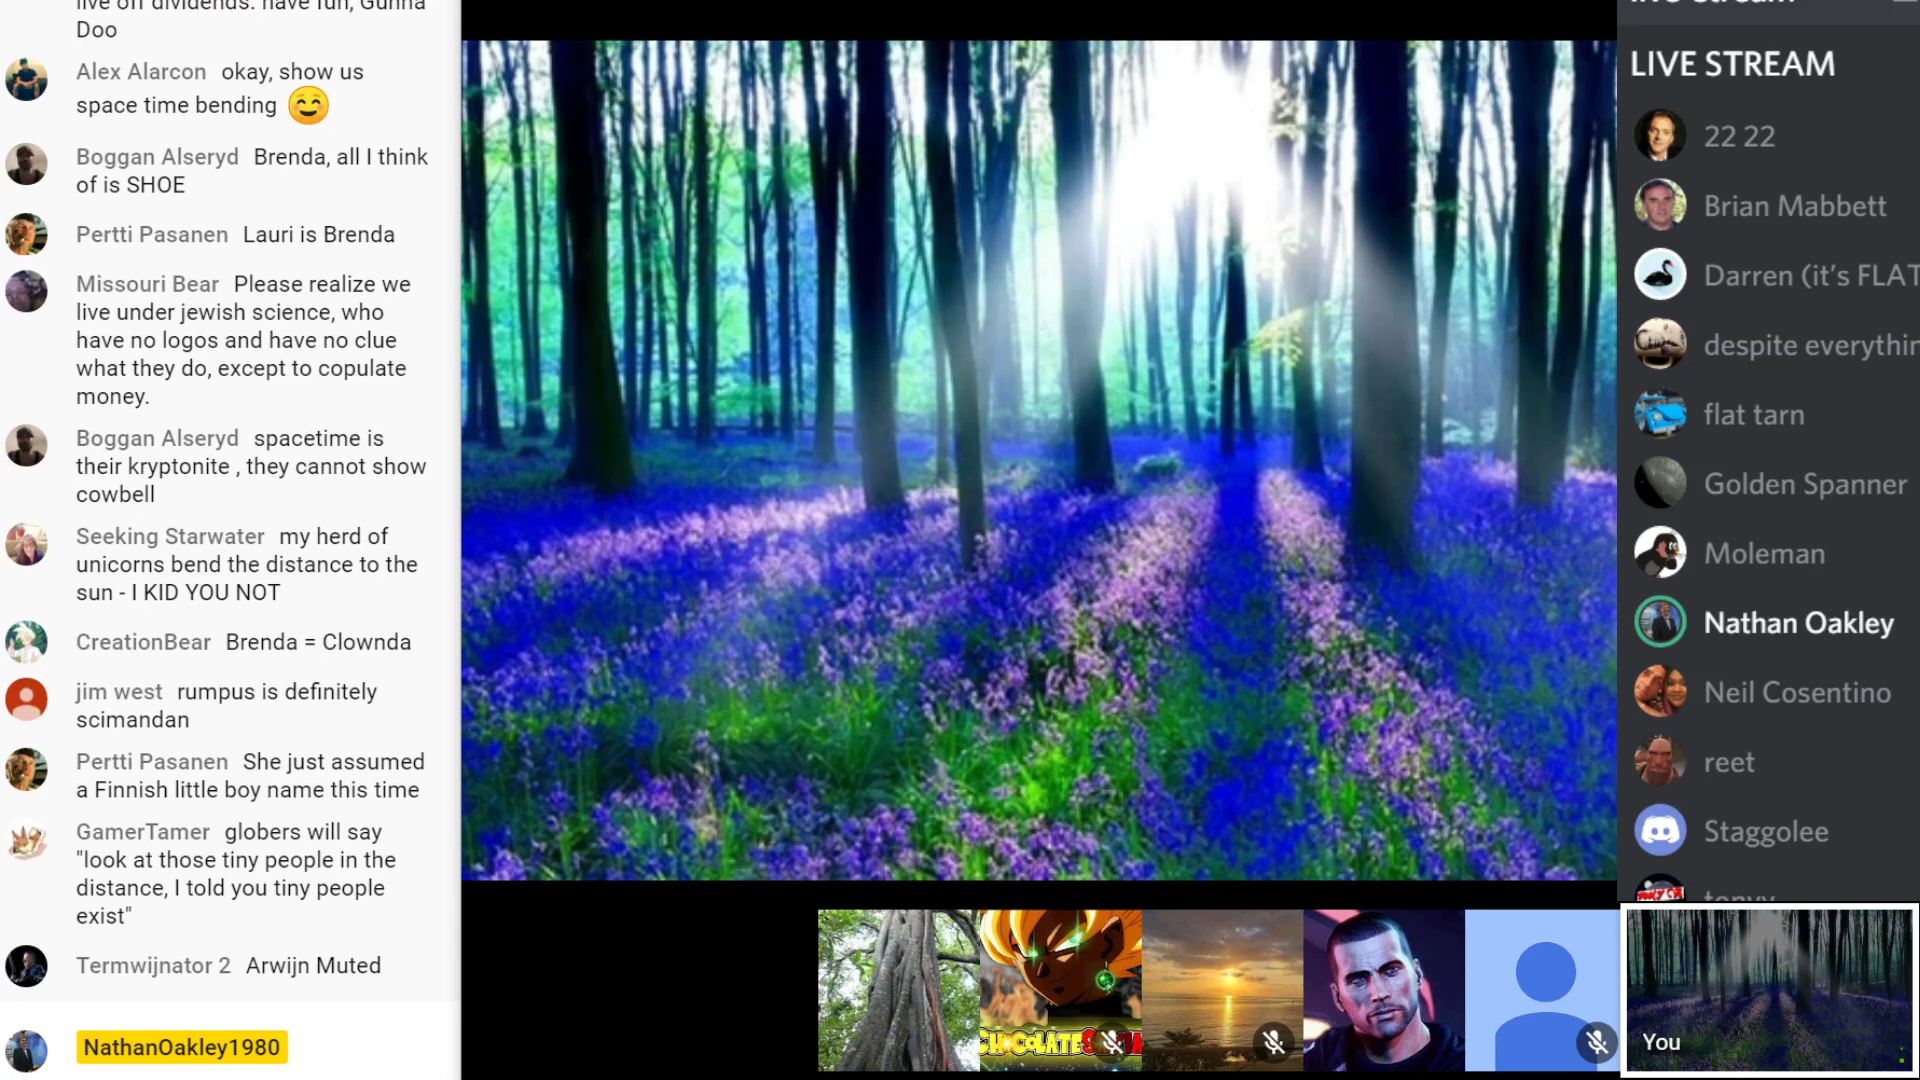 live off dividends. have fun, Gunna
Doo
Alex Alarcon okay, show us
space time bending
Boggan Alseryd Brenda, all I think
of is SHOE
Pertti Pasanen Lauri is Brenda
Missouri Bear Please realize we
live under jewish science, who
have no logos and have no clue
what they do, except to copulate
money.
Boggan Alseryd spacetime is
their kryptonite , they cannot show
cowbell
Seeking Starwater my herd of
unicorns bend the distance to the
sun - I KID YOU NOT
CreationBear Brenda = Clownda
jim west rumpus is definitely
scimandan
Pertti Pasanen She just assumed
a Finnish little boy name this time
GamerTamer globers will say
"look at those tiny people in the
distance, I told you tiny people
exist"
Termwijnator 2 Arwijn Muted
NathanOakley1980
LIVE STREAM
22 22
Brian Mabbett
Darren (it's FLAT
despite everythin
flat tarn
Golden Spanner
Moleman
Nathan Oakley
Neil Cosentino
reet
Staggolee
You